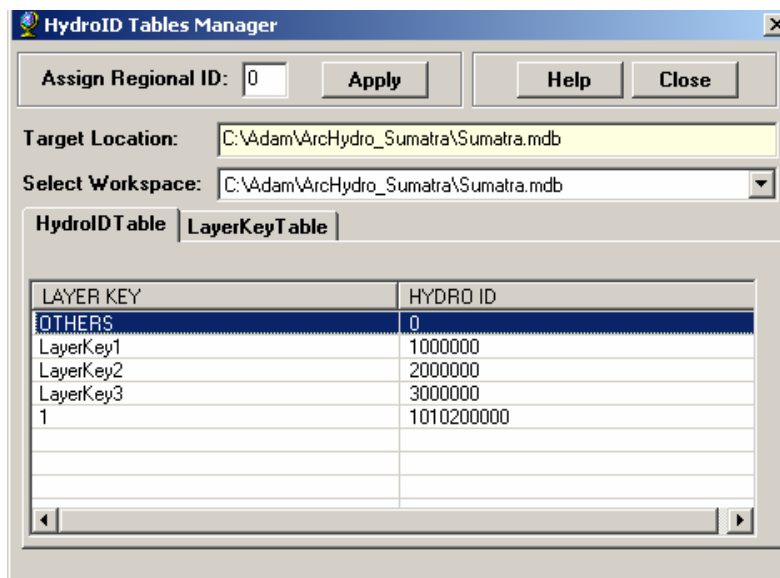 HydroID Tables Manager
Assign Regional ID: 0 Apply Help Close
Target Location: C:\Adam\ArcHydro_Sumatra\Sumatra.mdb
Select Workspace: C:\Adam\ArcHydro_Sumatra\Sumatra.mdb
HydroIDTable LayerKeyTable
LAYER KEY HYDRO ID
OTHERS 0
LayerKey1 1000000
LayerKey2 2000000
LayerKey3 3000000
1 1010200000